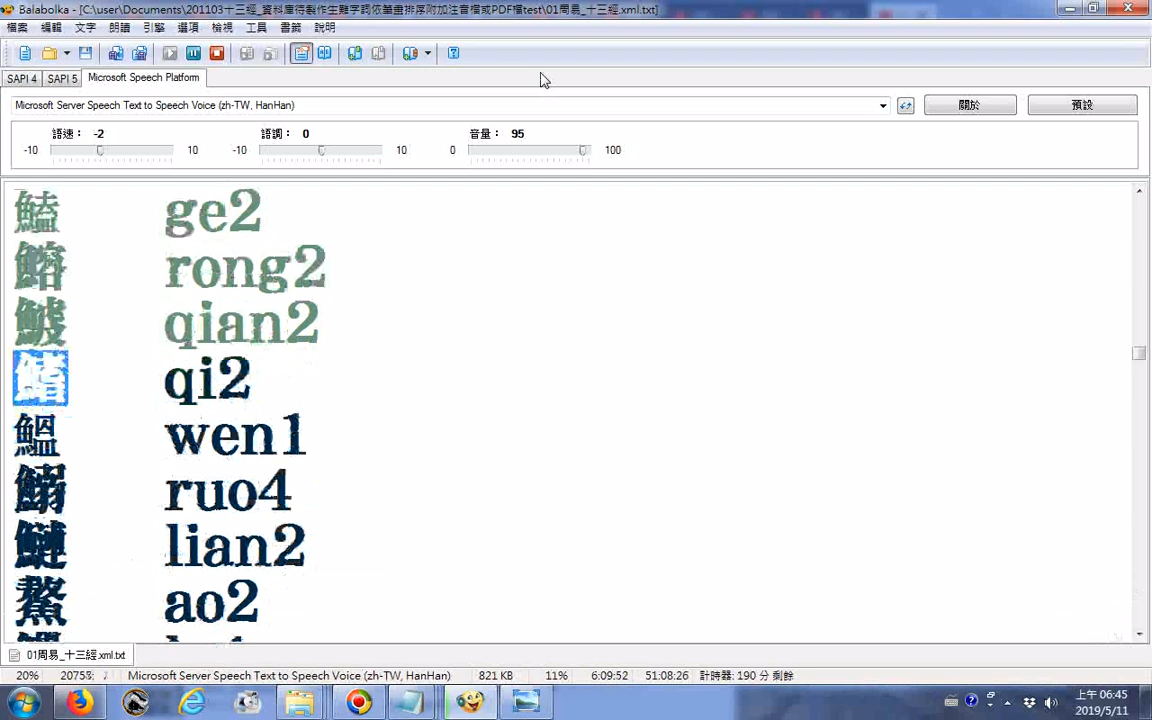 Balabolka - [C:\user\Documents\201103十三經_資料庫待製作生難字詞依筆畫排序附加注音檔或PDF檔test\01周易_十三經.xml.txt]
檔案 編輯 文字 朗讀 引擎 選項 檢視 工具 書籤 說明
SAPI 4 SAPI 5 Microsoft Speech Platform
Microsoft Server Speech Text to Speech Voice (zh-TW, HanHan) 關於 預設
語速： -2 語調： 0 音量： 95
-10 10 -10 10 0 100
ge2
rong2
qian2
鰭 qi2
鰛 wen1
鰯 ruo4
鰱 lian2
鰲 ao2
01周易_十三經.xml.txt
20% Microsoft Server Speech Text to Speech Voice (zh-TW, HanHan) 821 KB 11% 6:09:52 51:08:26 計時器: 190 分 剩餘
上午 06:45
2019/5/11